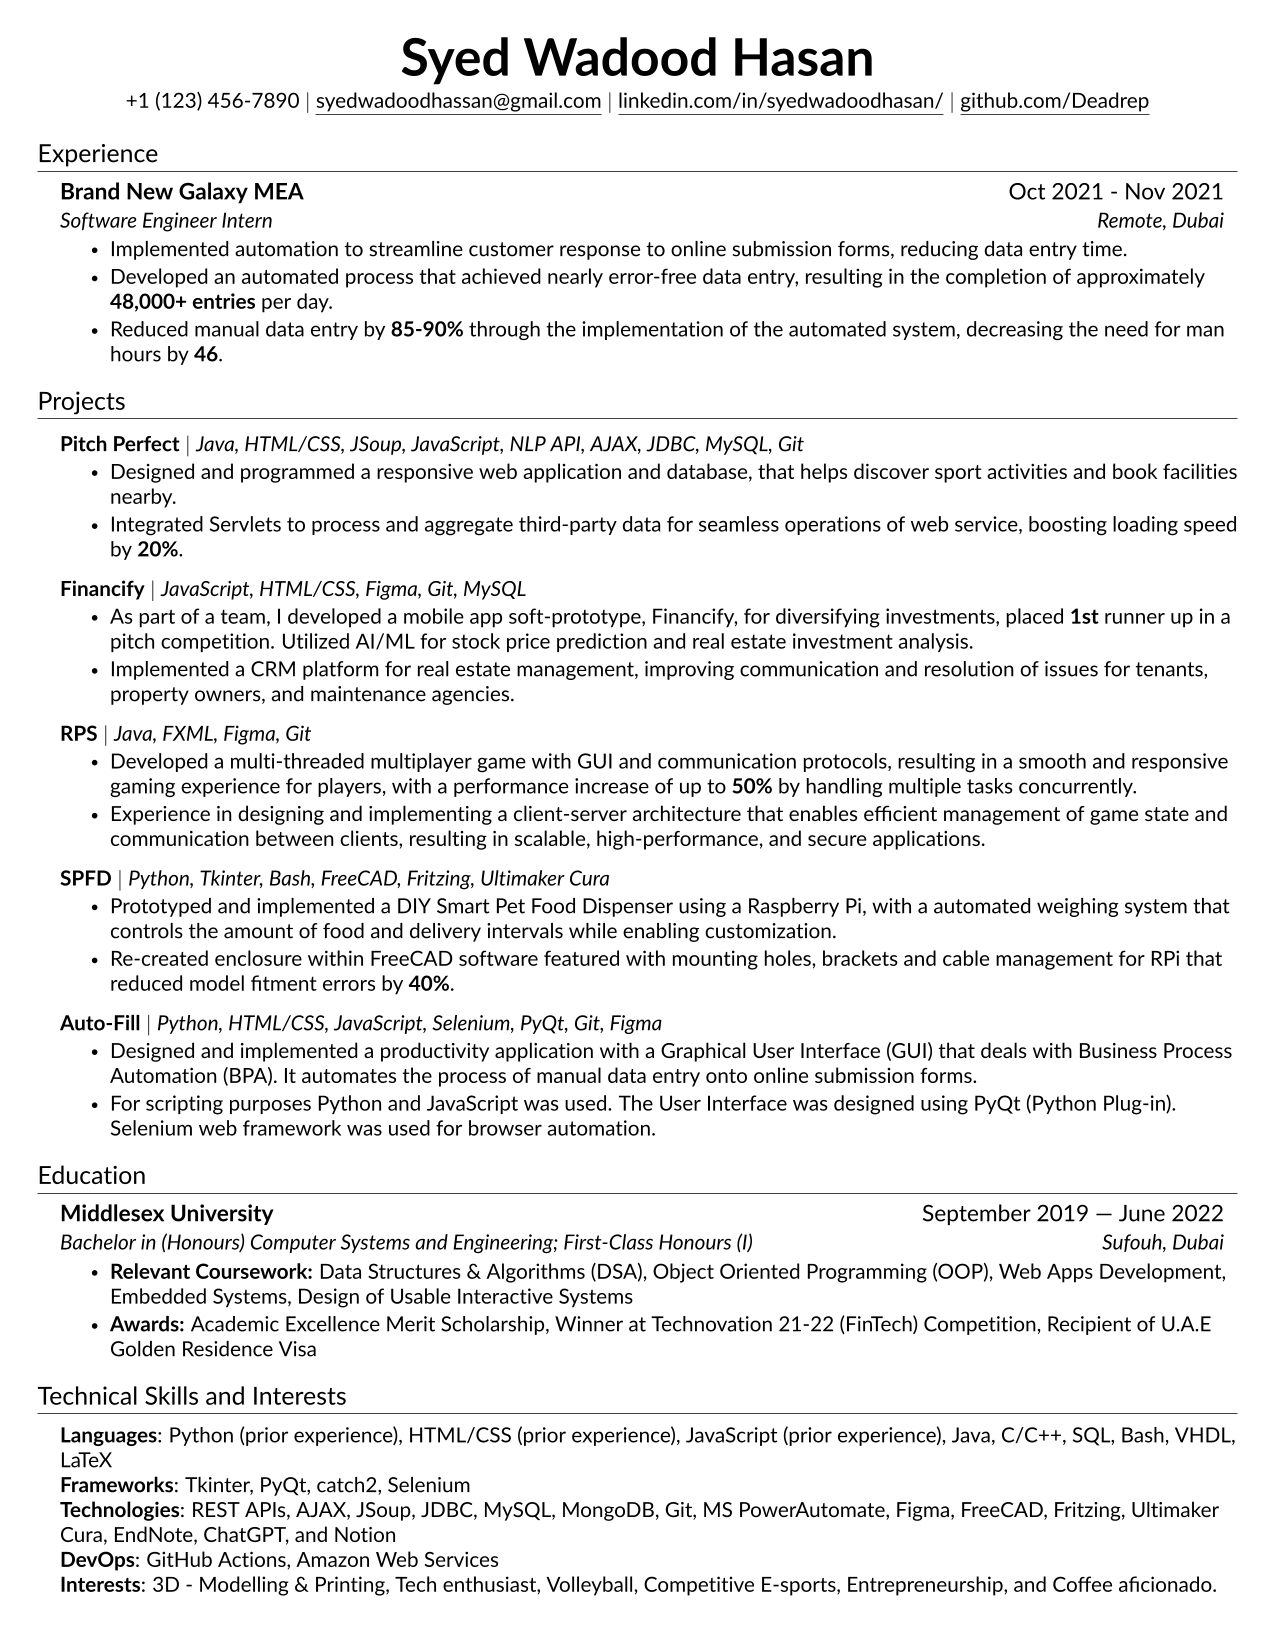 Syed Wadood Hasan
+1 (123) 456-7890 | syedwadoodhassan@gmail.com | linkedin.com/in/syedwadoodhasan/ | github.com/Deadrep
Experience
Brand New Galaxy MEA Oct 2021 - Nov 2021
Software Engineer Intern Remote, Dubai
• Implemented automation to streamline customer response to online submission forms, reducing data entry time.
• Developed an automated process that achieved nearly error-free data entry, resulting in the completion of approximately
48,000+ entries per day.
• Reduced manual data entry by 85-90% through the implementation of the automated system, decreasing the need for man
hours by 46.
Projects
Pitch Perfect | Java, HTML/CSS, JSoup, JavaScript, NLP API, AJAX, JDBC, MySQL, Git
• Designed and programmed a responsive web application and database, that helps discover sport activities and book facilities
nearby.
• Integrated Servlets to process and aggregate third-party data for seamless operations of web service, boosting loading speed
by 20%.
Financify | JavaScript, HTML/CSS, Figma, Git, MySQL
• As part of a team, I developed a mobile app soft-prototype, Financify, for diversifying investments, placed 1st runner up in a
pitch competition. Utilized AI/ML for stock price prediction and real estate investment analysis.
• Implemented a CRM platform for real estate management, improving communication and resolution of issues for tenants,
property owners, and maintenance agencies.
RPS | Java, FXML, Figma, Git
• Developed a multi-threaded multiplayer game with GUI and communication protocols, resulting in a smooth and responsive
gaming experience for players, with a performance increase of up to 50% by handling multiple tasks concurrently.
• Experience in designing and implementing a client-server architecture that enables efficient management of game state and
communication between clients, resulting in scalable, high-performance, and secure applications.
SPFD | Python, Tkinter, Bash, FreeCAD, Fritzing, Ultimaker Cura
• Prototyped and implemented a DIY Smart Pet Food Dispenser using a Raspberry Pi, with a automated weighing system that
controls the amount of food and delivery intervals while enabling customization.
• Re-created enclosure within FreeCAD software featured with mounting holes, brackets and cable management for RPi that
reduced model fitment errors by 40%.
Auto-Fill | Python, HTML/CSS, JavaScript, Selenium, PyQt, Git, Figma
• Designed and implemented a productivity application with a Graphical User Interface (GUI) that deals with Business Process
Automation (BPA). It automates the process of manual data entry onto online submission forms.
• For scripting purposes Python and JavaScript was used. The User Interface was designed using PyQt (Python Plug-in).
Selenium web framework was used for browser automation.
Education
Middlesex University September 2019 — June 2022
Bachelor in (Honours) Computer Systems and Engineering; First-Class Honours (I) Sufouh, Dubai
• Relevant Coursework: Data Structures & Algorithms (DSA), Object Oriented Programming (OOP), Web Apps Development,
Embedded Systems, Design of Usable Interactive Systems
• Awards: Academic Excellence Merit Scholarship, Winner at Technovation 21-22 (FinTech) Competition, Recipient of U.A.E
Golden Residence Visa
Technical Skills and Interests
Languages: Python (prior experience), HTML/CSS (prior experience), JavaScript (prior experience), Java, C/C++, SQL, Bash, VHDL,
LaTeX
Frameworks: Tkinter, PyQt, catch2, Selenium
Technologies: REST APIs, AJAX, JSoup, JDBC, MySQL, MongoDB, Git, MS PowerAutomate, Figma, FreeCAD, Fritzing, Ultimaker
Cura, EndNote, ChatGPT, and Notion
DevOps: GitHub Actions, Amazon Web Services
Interests: 3D - Modelling & Printing, Tech enthusiast, Volleyball, Competitive E-sports, Entrepreneurship, and Coffee aficionado.